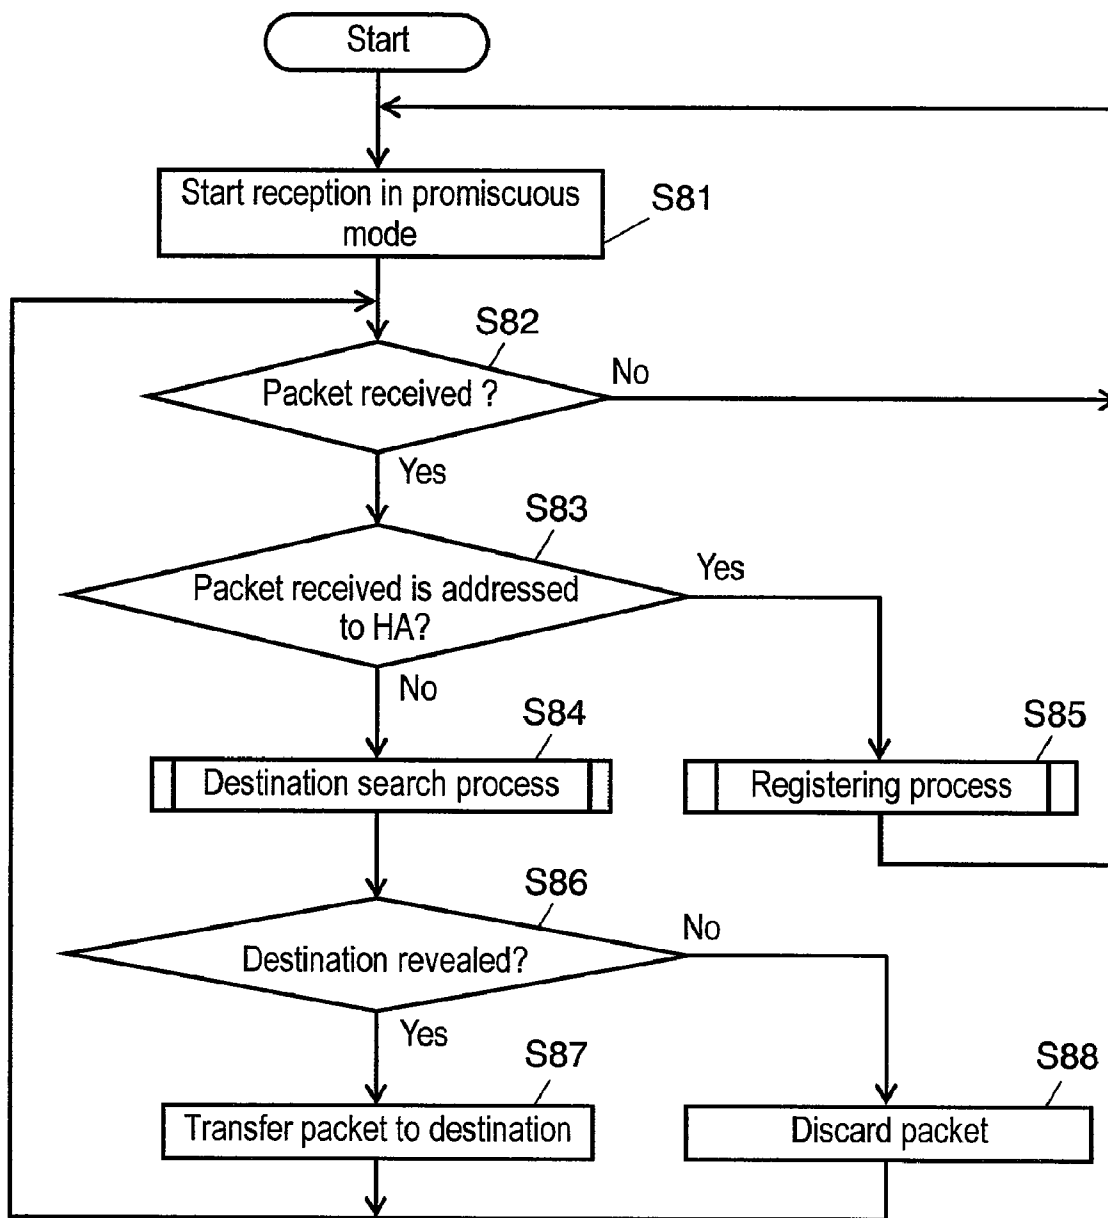 Start
Start reception in promiscuous
mode
S81
S82
Packet received ?
No
Yes
S83
Packet received is addressed
to HA?
Yes
No
S84
Destination search process
S85
Registering process
S86
Destination revealed?
No
Yes
S87
Transfer packet to destination
S88
Discard packet